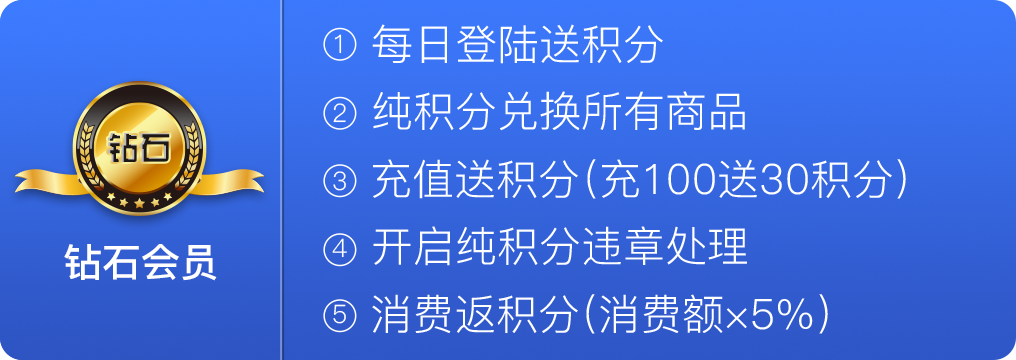 钻石
钻石会员
① 每日登陆送积分
② 纯积分兑换所有商品
③ 充值送积分(充100送30积分)
④ 开启纯积分违章处理
⑤ 消费返积分(消费额×5%)